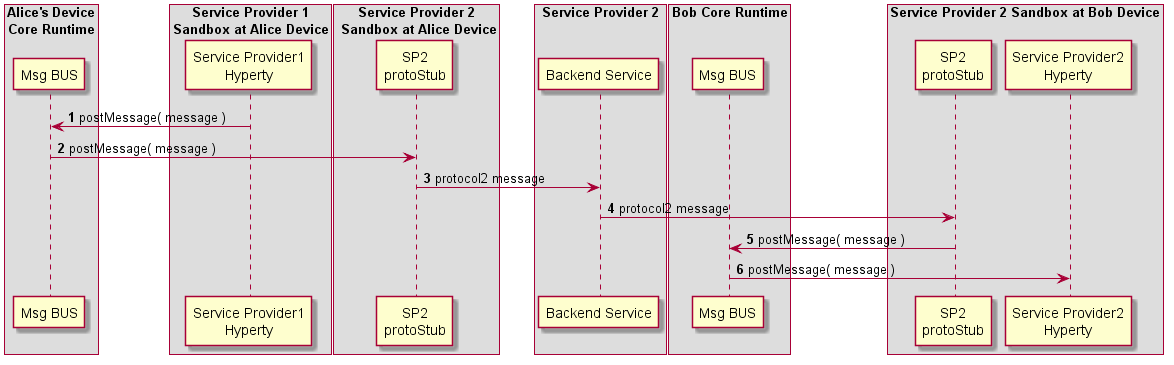 Alice's Device
Core Runtime
Service Provider 1
Sandbox at Alice Device
Service Provider 2
Sandbox at Alice Device
Service Provider 2
Bob Core Runtime
Service Provider 2 Sandbox at Bob Device
Msg BUS
Service Provider1
Hyperty
SP2
protoStub
Backend Service
Msg BUS
SP2
protoStub
Service Provider2
Hyperty
1 postMessage( message )
2 postMessage( message )
3 protocol2 message
4 protocol2 message
5 postMessage( message )
6 postMessage( message )
Msg BUS
Service Provider1
Hyperty
SP2
protoStub
Backend Service
Msg BUS
SP2
protoStub
Service Provider2
Hyperty